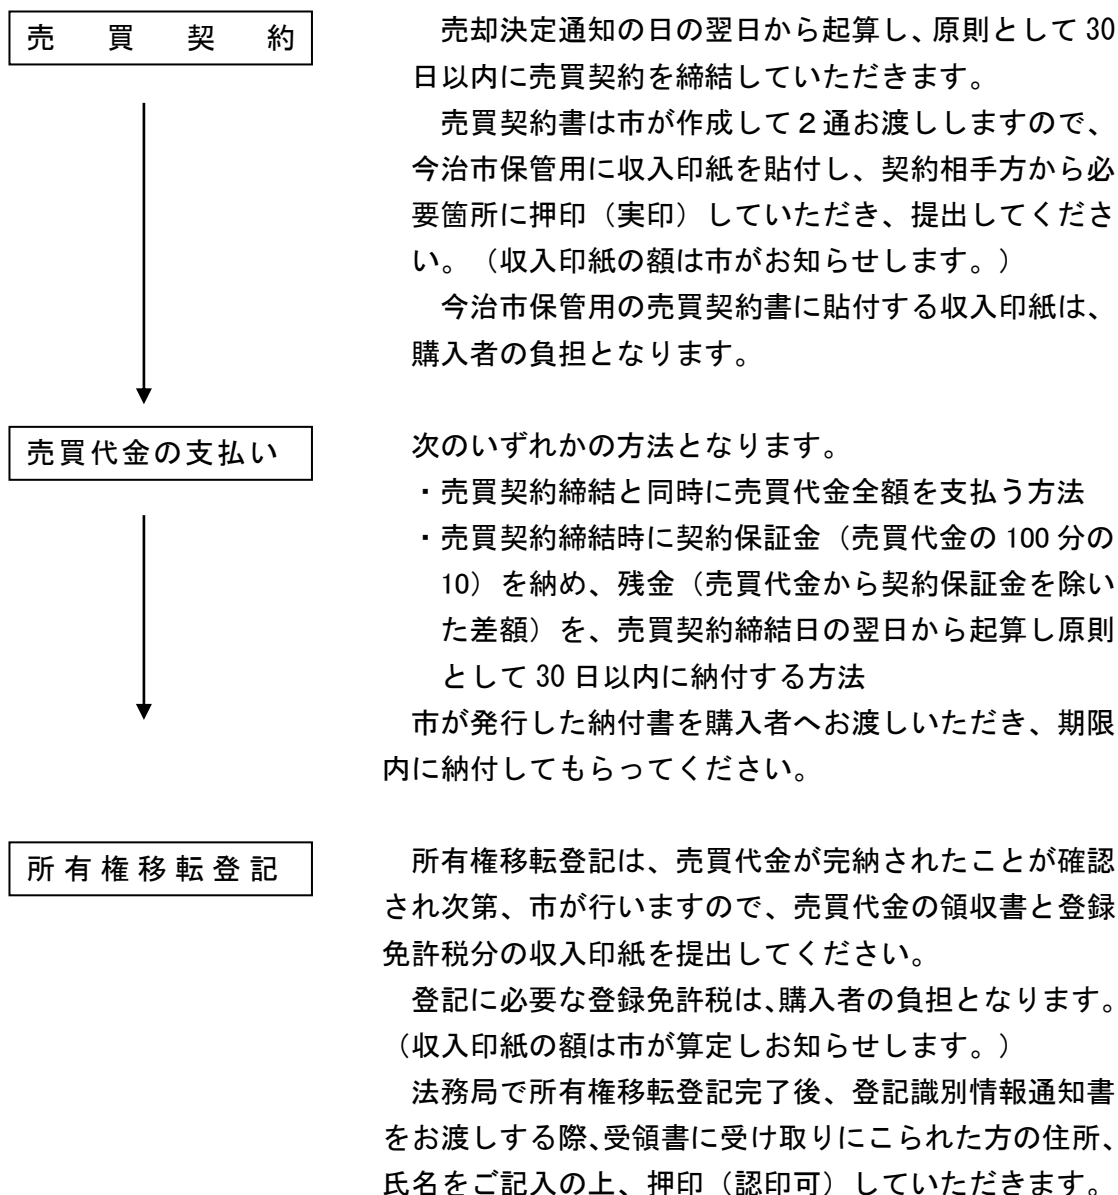 売買契約
売却決定通知の日の翌日から起算し、原則として30
日以内に売買契約を締結していただきます。
売買契約書は市が作成して２通お渡ししますので、
今治市保管用に収入印紙を貼付し、契約相手方から必
要箇所に押印（実印）していただき、提出してくださ
い。（収入印紙の額は市がお知らせします。）
今治市保管用の売買契約書に貼付する収入印紙は、
購入者の負担となります。
売買代金の支払い
次のいずれかの方法となります。
・売買契約締結と同時に売買代金全額を支払う方法
・売買契約締結時に契約保証金（売買代金の100分の
10）を納め、残金（売買代金から契約保証金を除い
た差額）を、売買契約締結日の翌日から起算し原則
として30日以内に納付する方法
市が発行した納付書を購入者へお渡しいただき、期限
内に納付してもらってください。
所有権移転登記
所有権移転登記は、売買代金が完納されたことが確認
され次第、市が行いますので、売買代金の領収書と登録
免許税分の収入印紙を提出してください。
登記に必要な登録免許税は、購入者の負担となります。
（収入印紙の額は市が算定しお知らせします。）
法務局で所有権移転登記完了後、登記識別情報通知書
をお渡しする際、受領書に受け取りにこられた方の住所、
氏名をご記入の上、押印（認印可）していただきます。